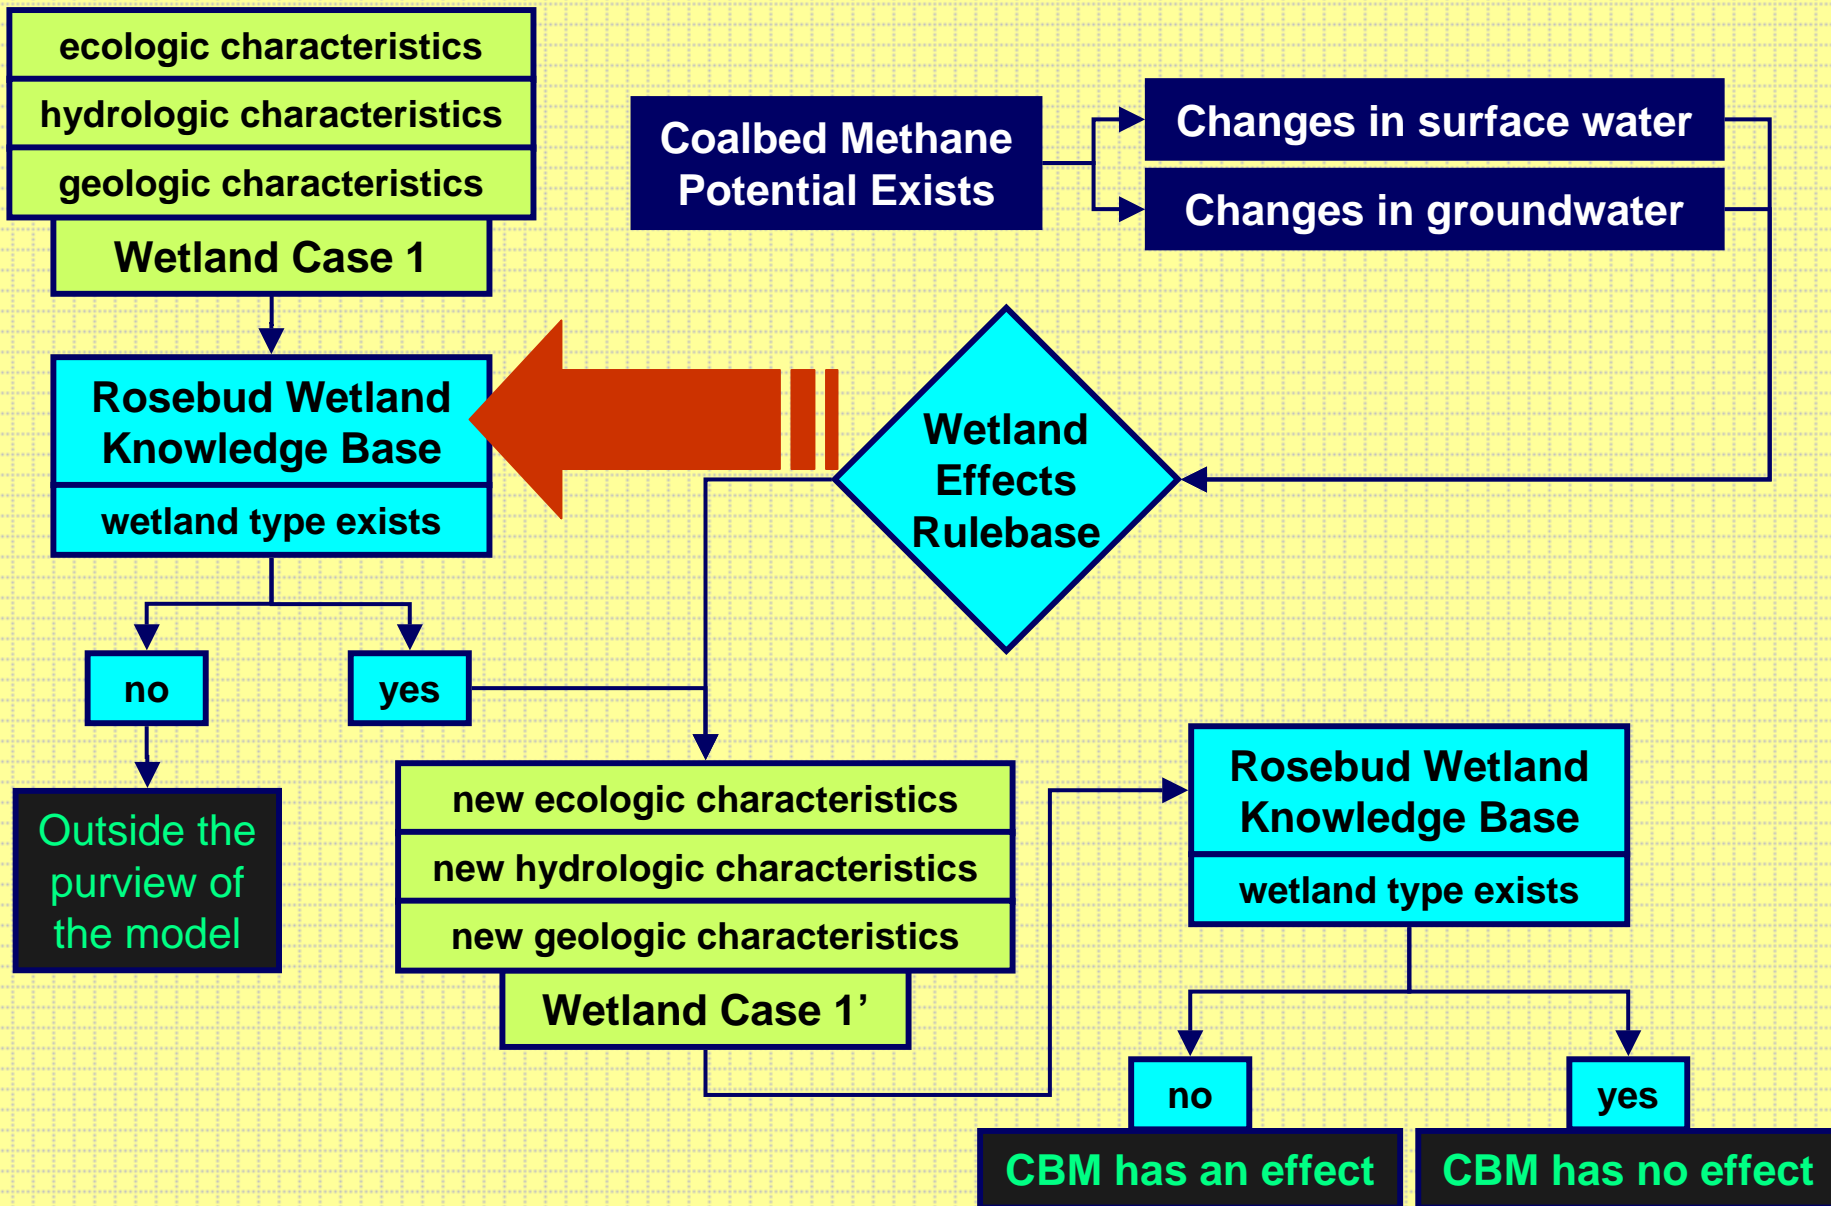 ecologic characteristics
hydrologic characteristics
geologic characteristics
Wetland Case 1
Coalbed Methane
Potential Exists
Changes in surface water
Changes in groundwater
Rosebud Wetland
Knowledge Base
wetland type exists
Wetland
Effects
Rulebase
no
yes
Outside the
purview of
the model
new ecologic characteristics
new hydrologic characteristics
new geologic characteristics
Wetland Case 1’
Rosebud Wetland
Knowledge Base
wetland type exists
no
yes
CBM has an effect
CBM has no effect